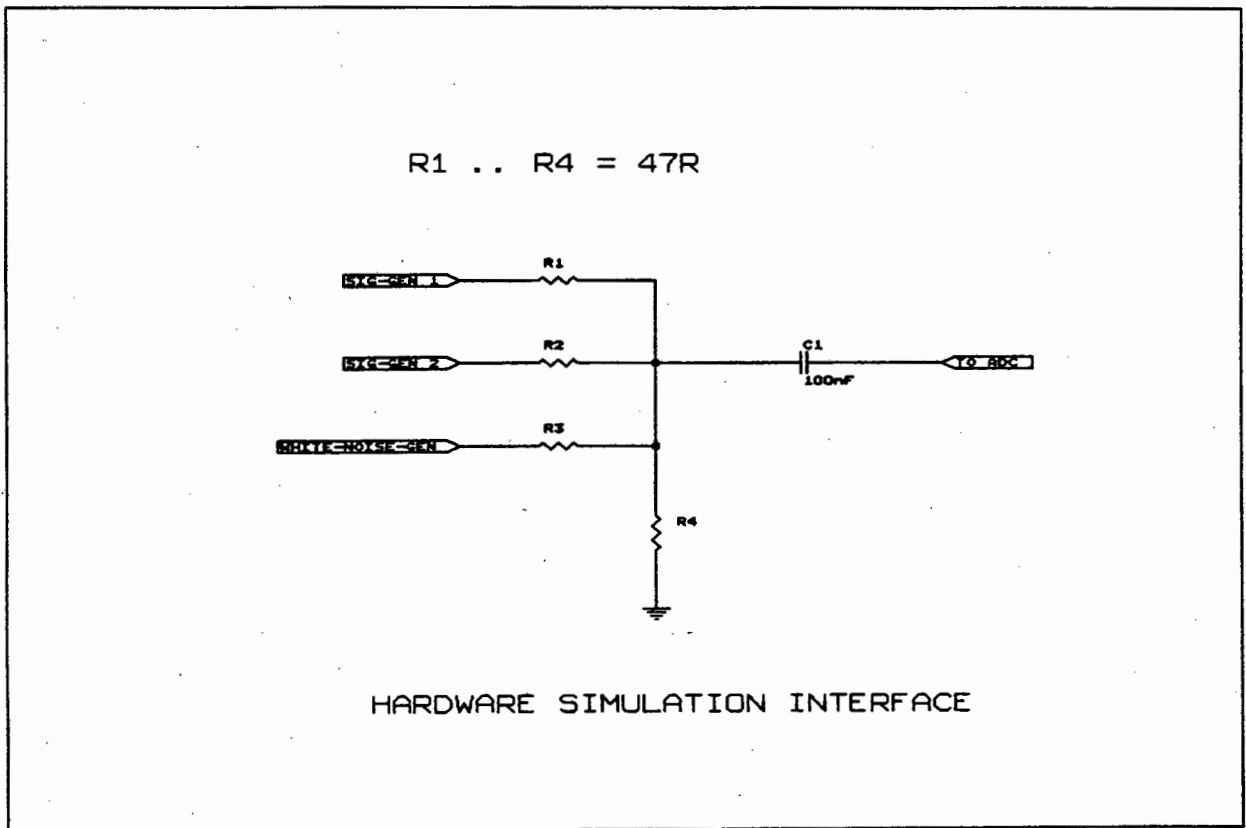 R1 .. R4 = 47R
R1
SIG-GEN 1
R2
C1
SIG-GEN 2
TO ADC
100nF
R3
WHITE-NOISE-GEN
R4
HARDWARE SIMULATION INTERFACE